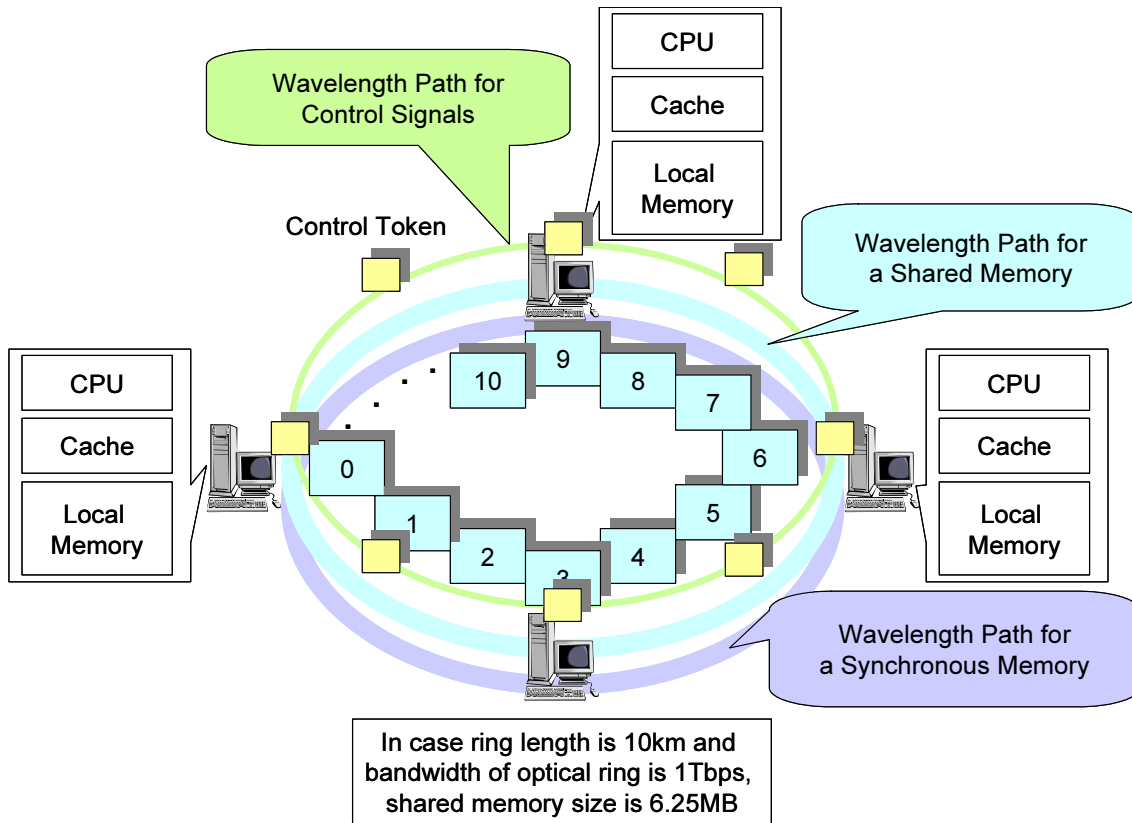 CPU
Cache
Local
Memory
Wavelength Path for
Control Signals
Control Token
Wavelength Path for
a Shared Memory
CPU
Cache
Local
Memory
CPU
Cache
Local
Memory
10
9
8
7
6
5
4
3
2
1
0
Wavelength Path for
a Synchronous Memory
In case ring length is 10km and
bandwidth of optical ring is 1Tbps,
shared memory size is 6.25MB